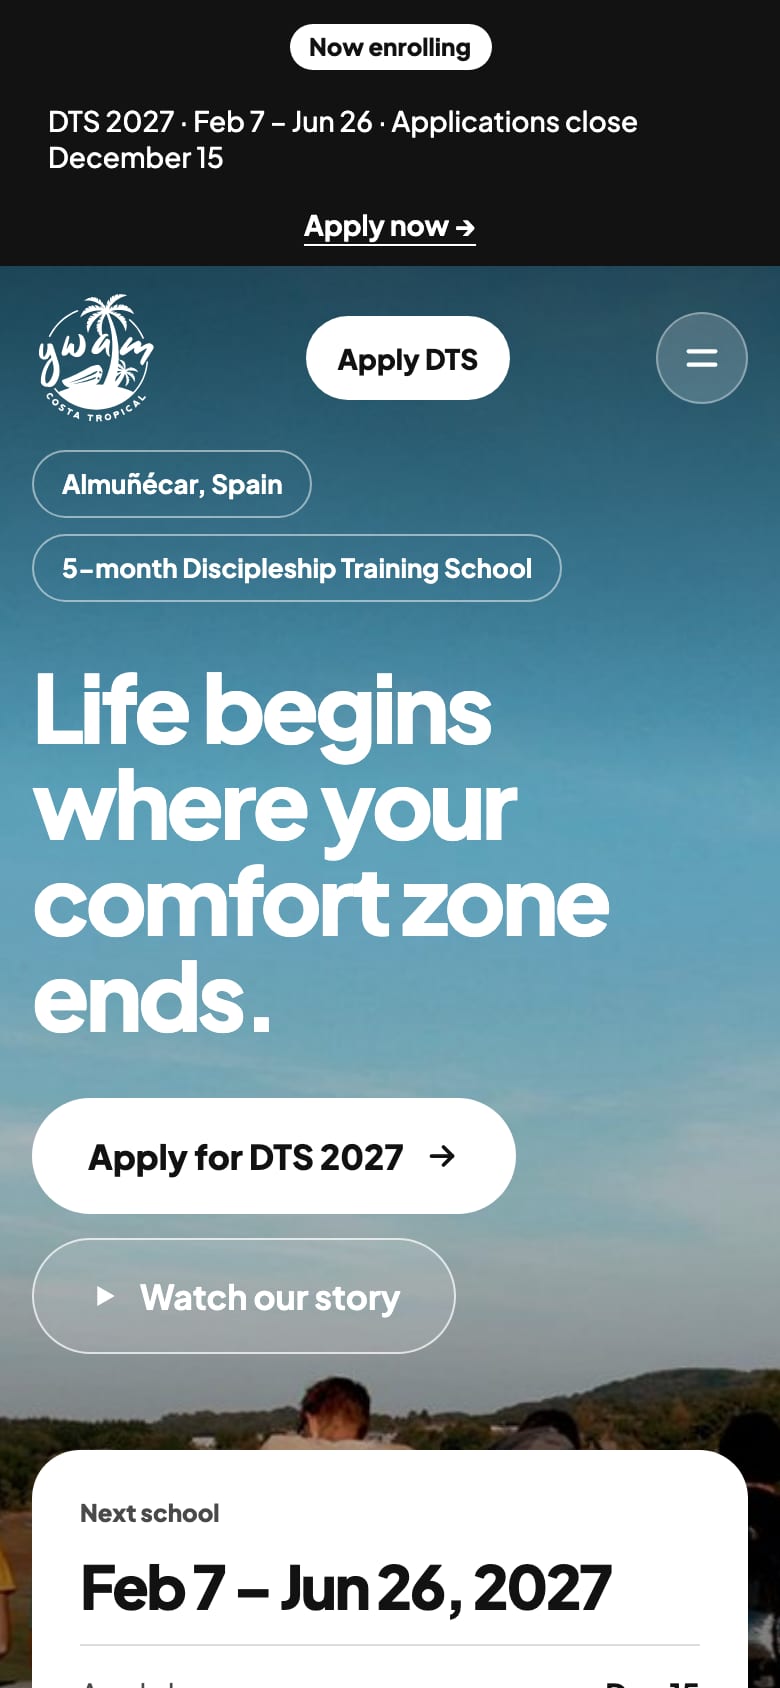 Now enrolling
DTS 2027 · Feb 7 – Jun 26 · Applications close
December 15
Apply now →
ywam
COSTA TROPICAL
Apply DTS
Almuñécar, Spain
5-month Discipleship Training School
Life begins
where your
comfort zone
ends.
Apply for DTS 2027 →
Watch our story
Next school
Feb 7 – Jun 26, 2027